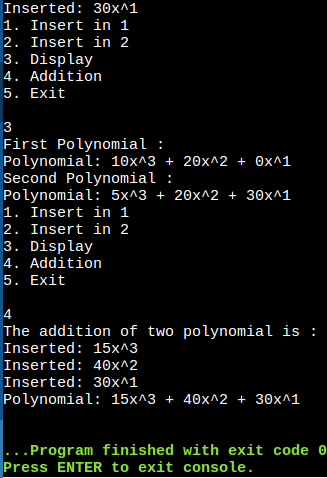 Inserted: 30x^1
1. Insert in 1
2. Insert in 2
3. Display
4. Addition
5. Exit
3
First Polynomial :
Polynomial: 10x^3 + 20x^2 + 0x^1
Second Polynomial :
Polynomial: 5x^3 + 20x^2 + 30x^1
1. Insert in 1
2. Insert in 2
3. Display
4. Addition
5. Exit
4
The addition of two polynomial is :
Inserted: 15x^3
Inserted: 40x^2
Inserted: 30x^1
Polynomial: 15x^3 + 40x^2 + 30x^1
...Program finished with exit code 0
Press ENTER to exit console.